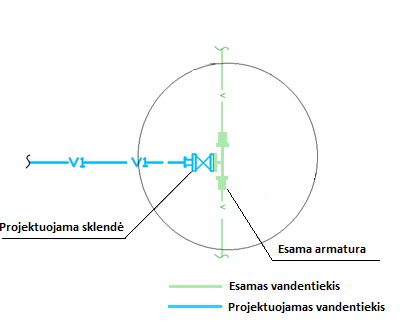 V1 V1
Projektuojama sklendė
Esama armatura
Esamas vandentiekis
Projektuojamas vandentiekis